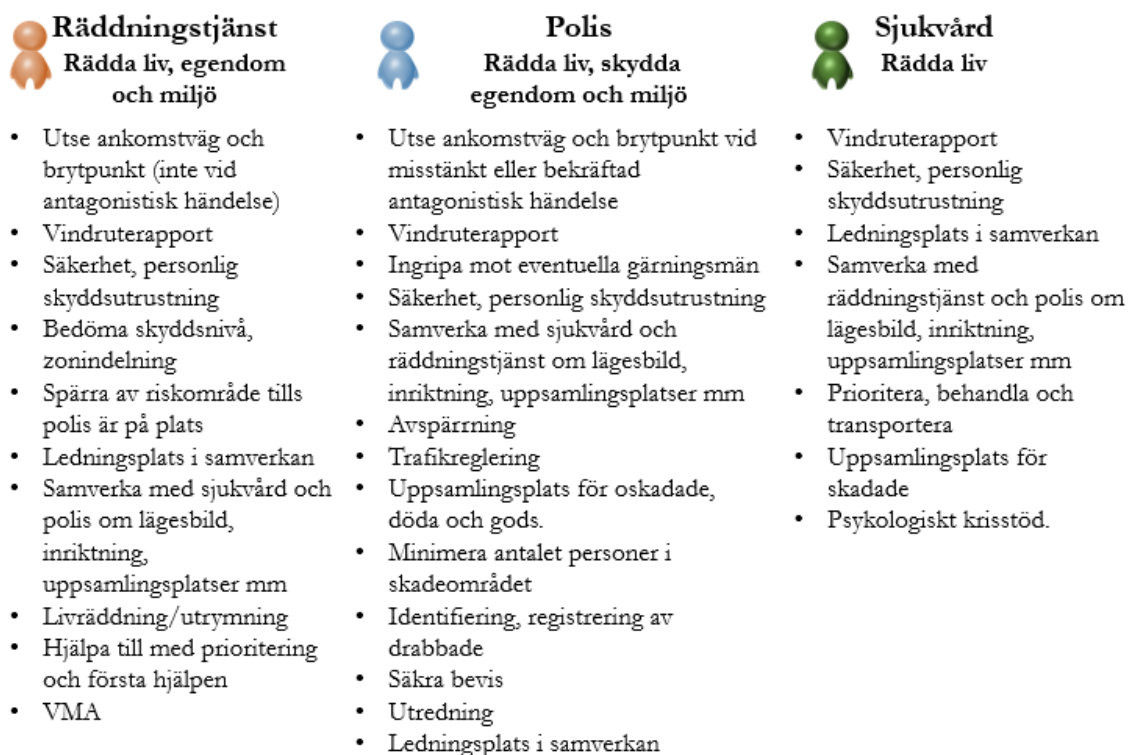 Räddningstjänst
Rädda liv, egendom
och miljö
• Utse ankomstväg och
brytpunkt (inte vid
antagonistisk händelse)
• Vindruterapport
• Säkerhet, personlig
skyddsutrustning
• Bedöma skyddsnivå,
zonindelning
• Spärra av riskområde tills
polis är på plats
• Ledningsplats i samverkan
• Samverka med sjukvård och
polis om lägesbild,
inriktning,
uppsamlingsplatser mm
• Livräddning/utrymning
• Hjälpa till med prioritering
och första hjälpen
• VMA
Polis
Rädda liv, skydda
egendom och miljö
• Utse ankomstväg och brytpunkt vid
misstänkt eller bekräftad
antagonistisk händelse
• Vindruterapport
• Ingripa mot eventuella gärningsmän
• Säkerhet, personlig skyddsutrustning
• Samverka med sjukvård och
räddningstjänst om lägesbild,
inriktning, uppsamlingsplatser mm
• Avspärrning
• Trafikreglering
• Uppsamlingsplats för oskadade,
döda och gods.
• Minimera antalet personer i
skadeområdet
• Identifiering, registrering av
drabbade
• Säkra bevis
• Utredning
• Ledningsplats i samverkan
Sjukvård
Rädda liv
• Vindruterapport
• Säkerhet, personlig
skyddsutrustning
• Ledningsplats i samverkan
• Samverka med
räddningstjänst och polis om
lägesbild, inriktning,
uppsamlingsplatser mm
• Prioritera, behandla och
transportera
• Uppsamlingsplats för
skadade
• Psykologiskt krisstöd.